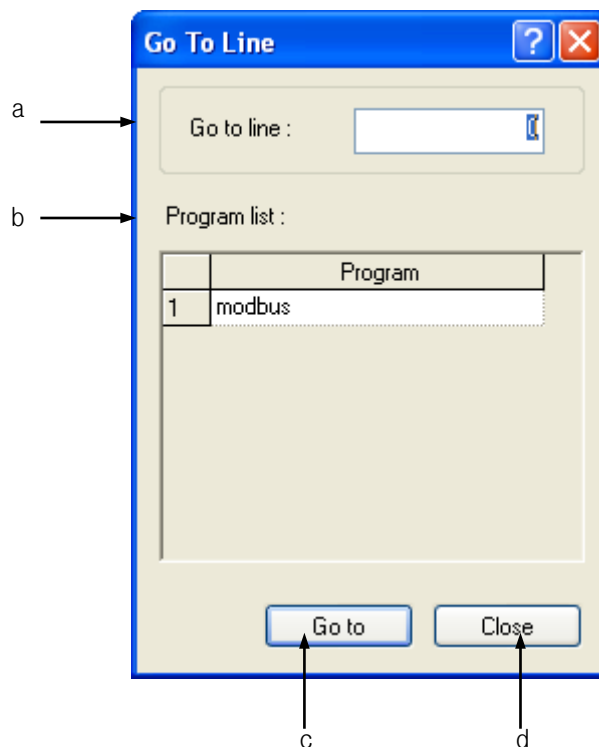 Go To Line
a
Go to line : 0
b
Program list :
Program
1 modbus
Go to Close
c d